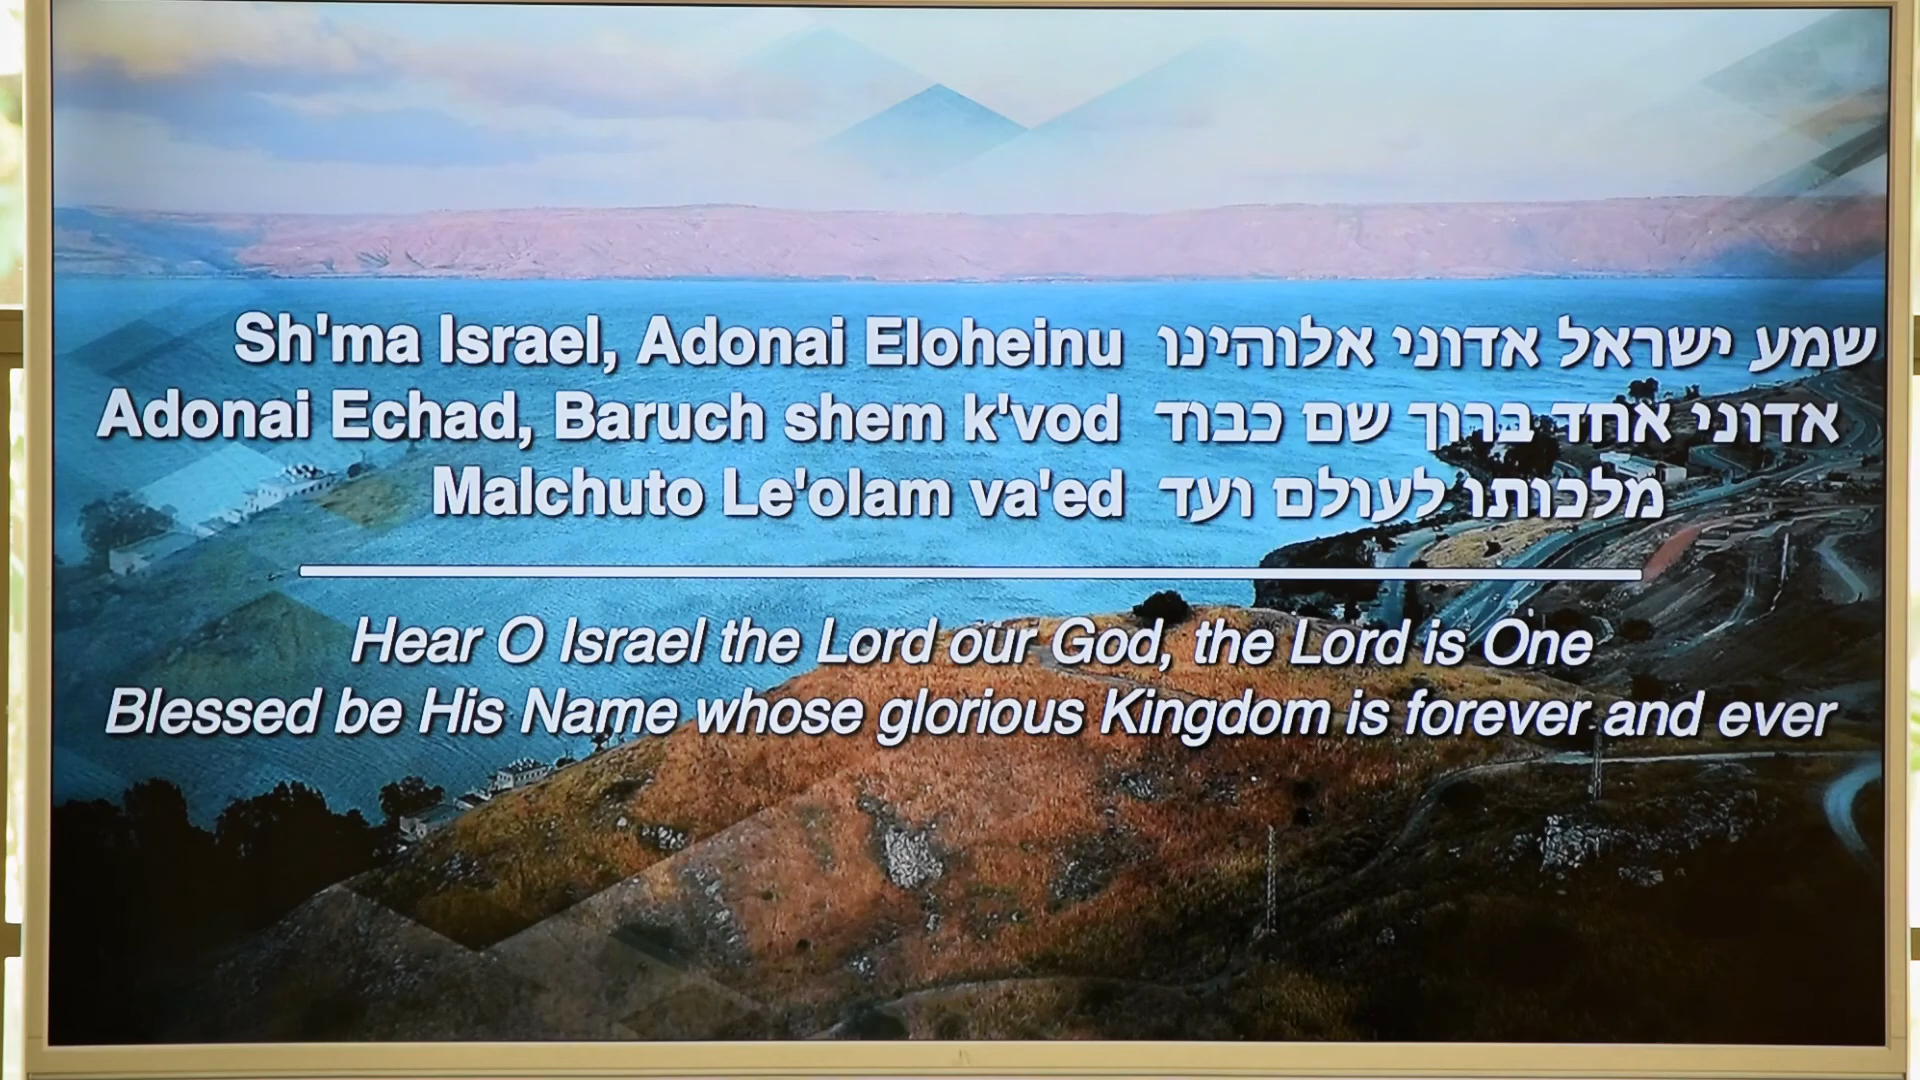 Sh'ma Israel, Adonai Eloheinu שמע ישראל אדוני אלוהינו
Adonai Echad, Baruch shem k'vod אדוני אחד ברוך שם כבוד
Malchuto Le'olam va'ed מלכותו לעולם ועד
Hear O Israel the Lord our God, the Lord is One
Blessed be His Name whose glorious Kingdom is forever and ever